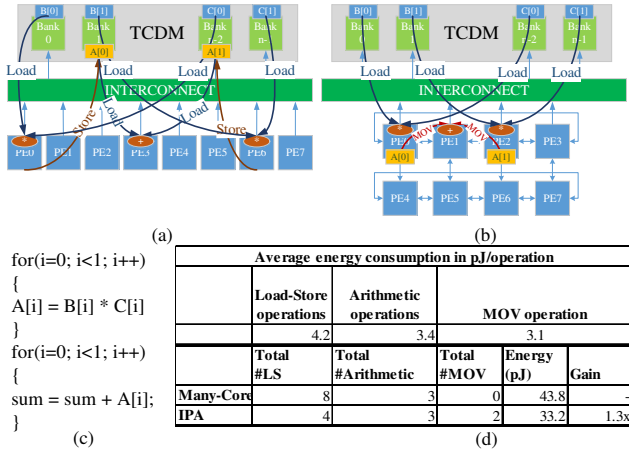 B[0] B[1] C[0] C[1]
Bank 0 Bank TCDM Bank n-2 Bank n-
A[0] A[1]
Load Load Load Load
INTERCONNECT
Store Load Load Store
* + *
PE0 PE1 PE2 PE3 PE4 PE5 PE6 PE7
(a)
B[0] B[1] C[0] C[1]
Bank 0 Bank 1 TCDM Bank n-2 Bank n-1
Load Load Load Load
INTERCONNECT
* MOV + MOV *
PE0 PE1 PE2 PE3
A[0] A[1]
PE4 PE5 PE6 PE7
(b)
for(i=0; i<1; i++)
{
A[i] = B[i] * C[i]
}
for(i=0; i<1; i++)
{
sum = sum + A[i];
}
(c)
Average energy consumption in pJ/operation
Load-Store operations Arithmetic operations MOV operation
4.2 3.4 3.1
Total #LS Total #Arithmetic Total #MOV Energy (pJ) Gain
Many-Core 8 3 0 43.8 -
IPA 4 3 2 33.2 1.3x
(d)